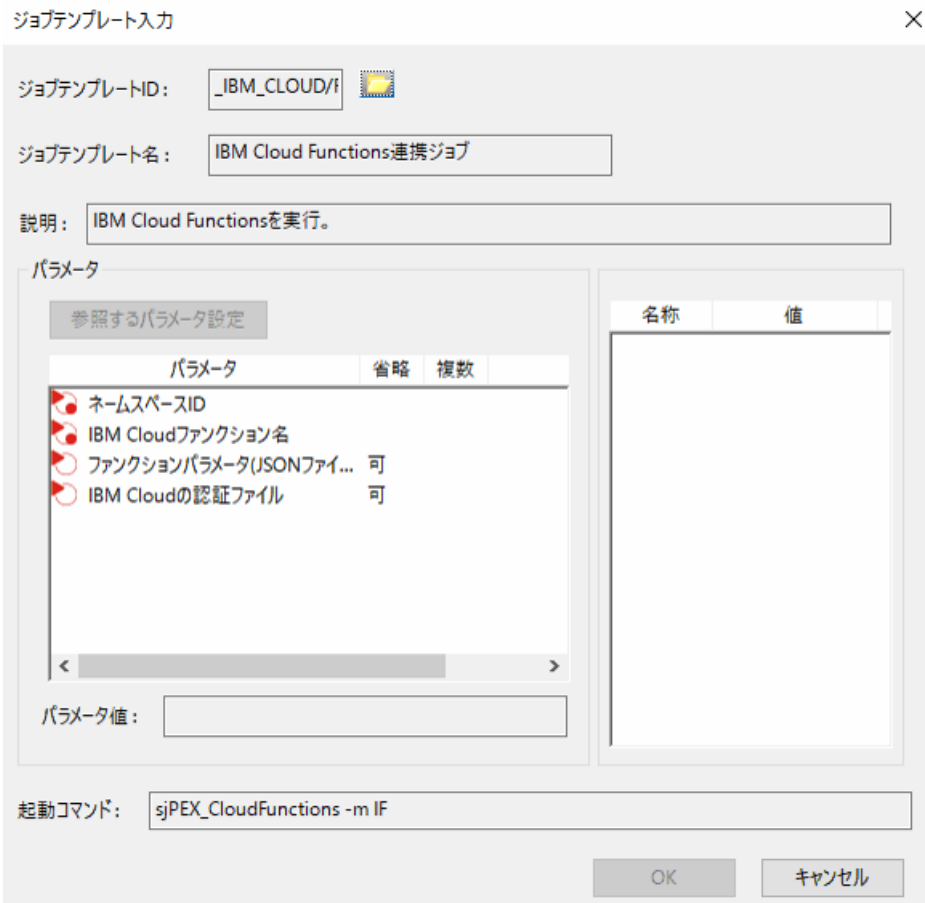 ジョブテンプレート入力
ジョブテンプレートID：
_IBM_CLOUD/F
ジョブテンプレート名：
IBM Cloud Functions連携ジョブ
説明：
IBM Cloud Functionsを実行。
パラメータ
参照するパラメータ設定
パラメータ 省略 複数
ネームスペースID
IBM Cloudファンクション名
ファンクションパラメータ(JSONファイ... 可
IBM Cloudの認証ファイル 可
パラメータ値：
名称 値
起動コマンド：
sjPEX_CloudFunctions -m IF
OK キャンセル